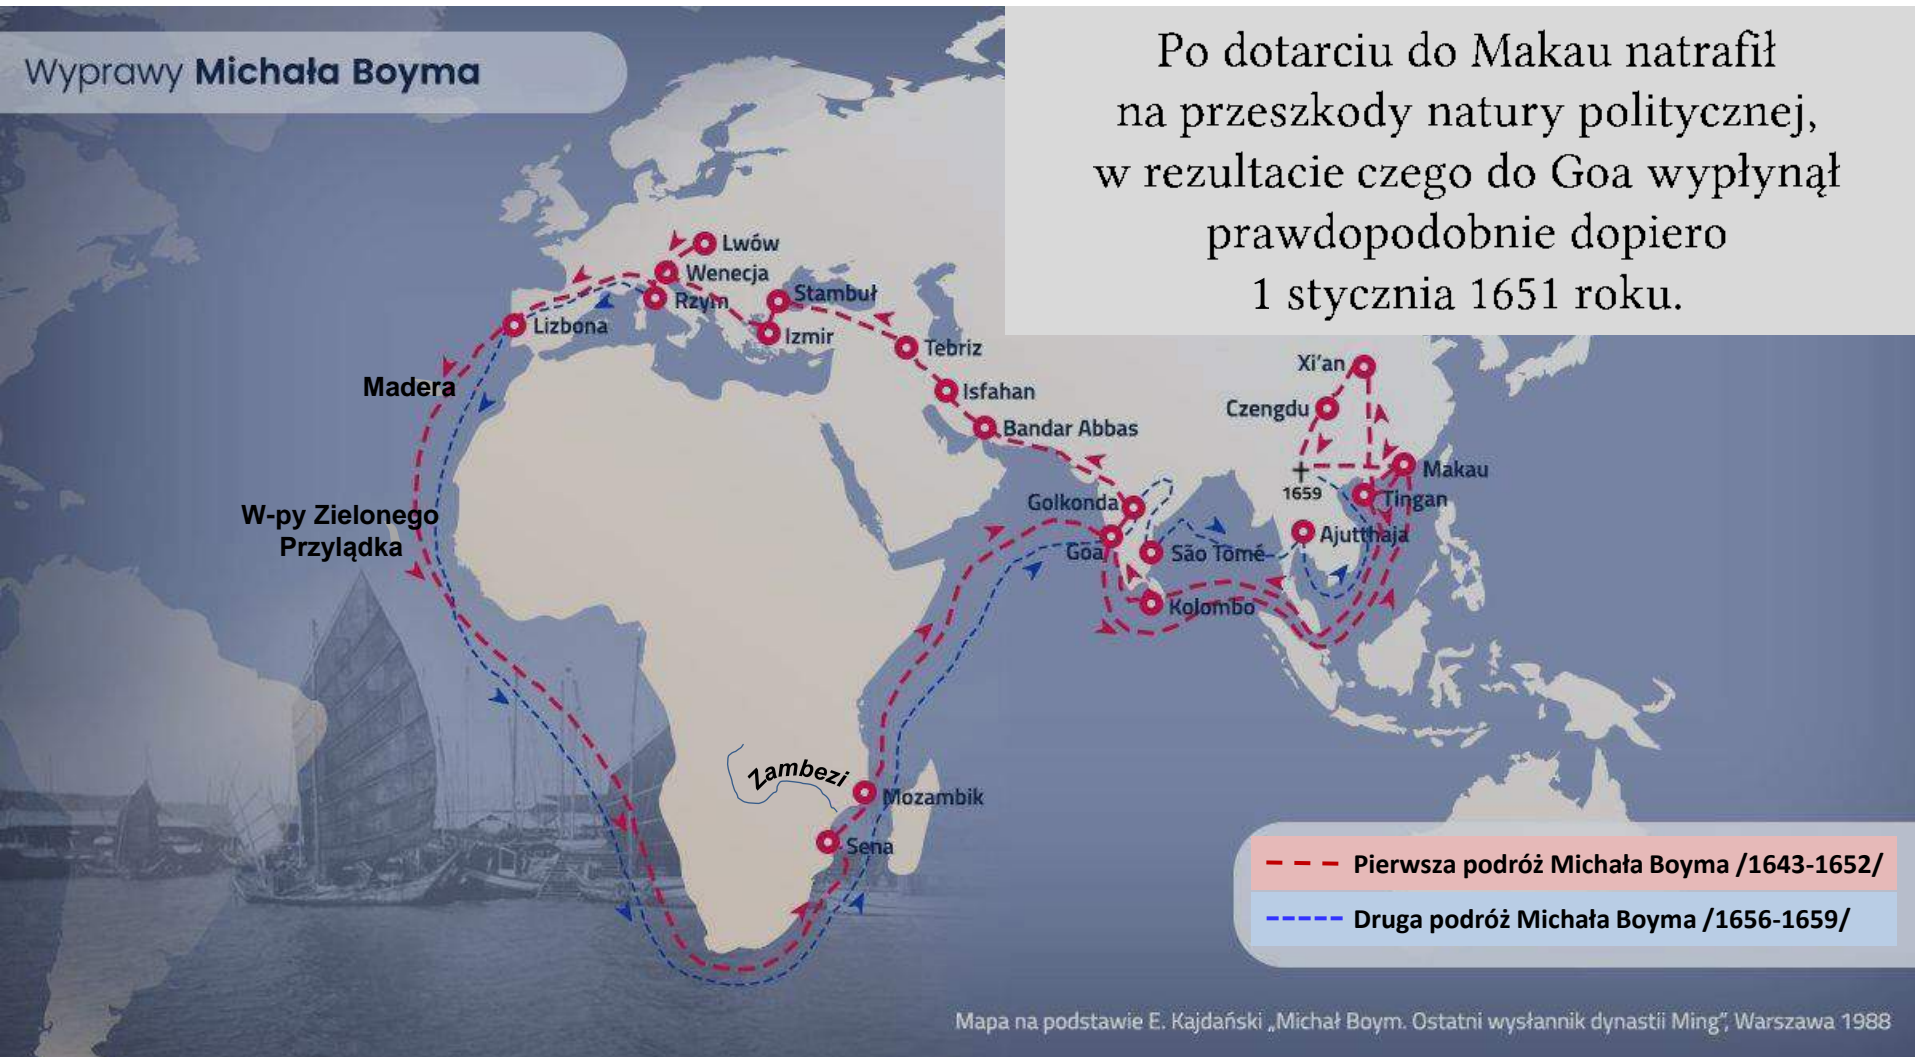 Wyprawy Michała Boyma
Po dotarciu do Makau natrafił
na przeszkody natury politycznej,
w rezultacie czego do Goa wypłynął
prawdopodobnie dopiero
1 stycznia 1651 roku.
Lwów
Wenecja
Rzym
Stambuł
Lizbona
Izmir
Tebriz
Madera
Isfahan
Bandar Abbas
Xi'an
Czengdu
Makau
1659
Tingan
Golkonda
W-py Zielonego
Przylądka
Goa
São Tomé
Ajutthaja
Kolombo
Zambezi
Mozambik
Sena
Pierwsza podróż Michała Boyma /1643-1652/
Druga podróż Michała Boyma /1656-1659/
Mapa na podstawie E. Kajdański „Michał Boym. Ostatni wysłannik dynastii Ming”, Warszawa 1988